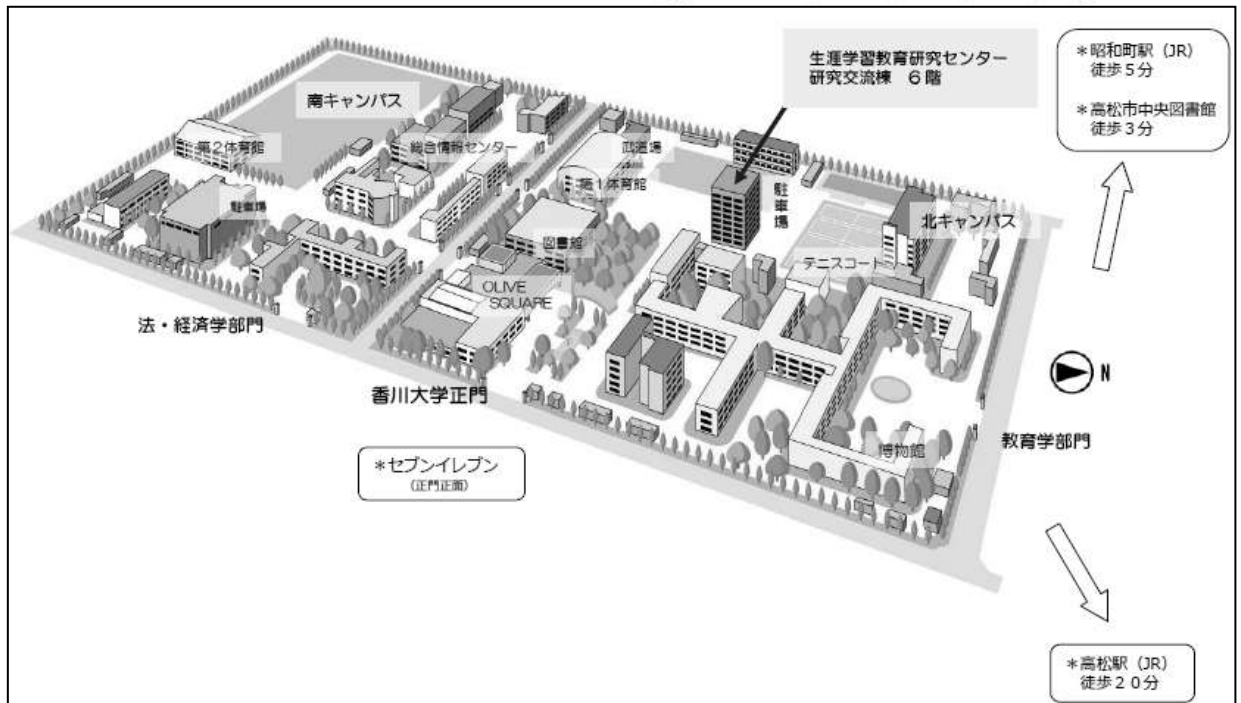 生涯学習教育研究センター
研究交流棟　６階
＊昭和町駅（JR）
徒歩５分
＊高松市中央図書館
徒歩３分
南キャンパス
第２体育館
総合情報センター
武道場
第１体育館
駐車場
駐車場
北キャンパス
図書館
テニスコート
OLIVE
SQUARE
法・経済学部門
香川大学正門
N
博物館
教育学部門
＊セブンイレブン
（正門正面）
＊高松駅（JR）
徒歩２０分